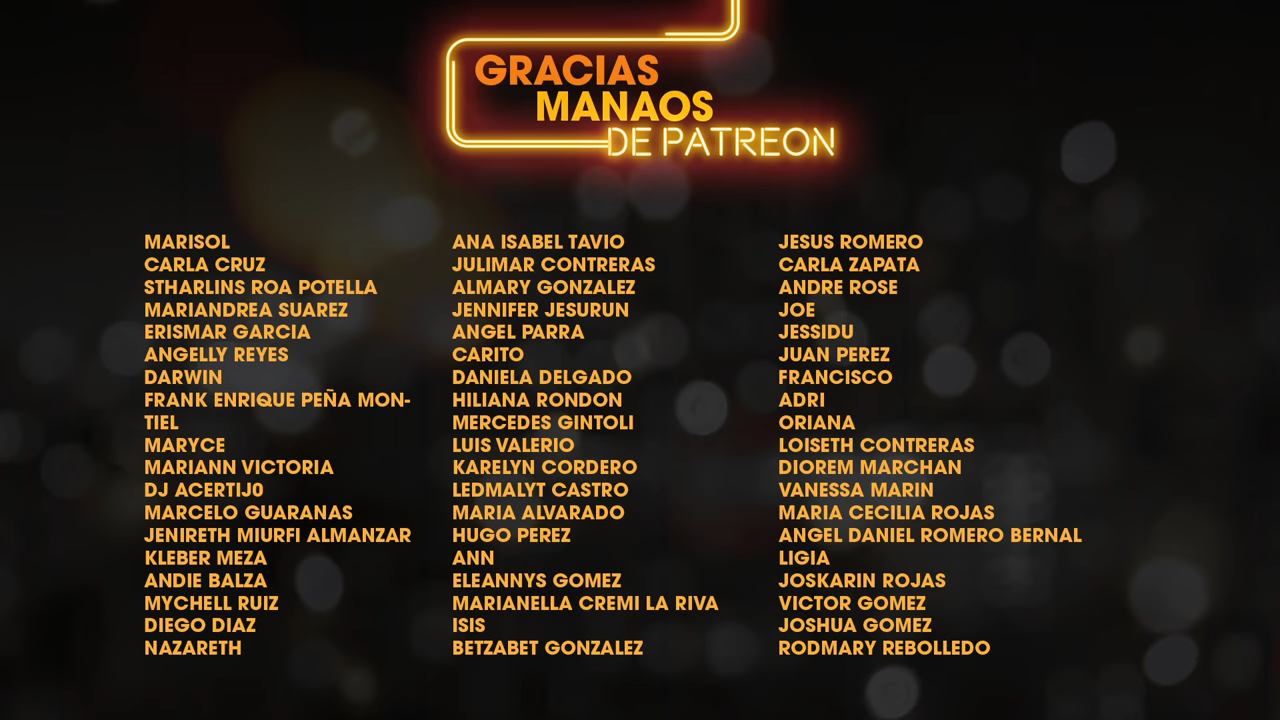 GRACIAS
MANAOS
DE PATREON
MARISOL
CARLA CRUZ
STHARLINS ROA POTELLA
MARIANDREA SUAREZ
ERISMAR GARCIA
ANGELLY REYES
DARWIN
FRANK ENRIQUE PEÑA MON-
TIEL
MARYCE
MARIANN VICTORIA
DJ ACERTIJ0
MARCELO GUARANAS
JENIRETH MIURFI ALMANZAR
KLEBER MEZA
ANDIE BALZA
MYCHELL RUIZ
DIEGO DIAZ
NAZARETH
ANA ISABEL TAVIO
JULIMAR CONTRERAS
ALMARY GONZALEZ
JENNIFER JESURUN
ANGEL PARRA
CARITO
DANIELA DELGADO
HILIANA RONDON
MERCEDES GINTOLI
LUIS VALERIO
KARELYN CORDERO
LEDMALYT CASTRO
MARIA ALVARADO
HUGO PEREZ
ANN
ELEANNYS GOMEZ
MARIANELLA CREMI LA RIVA
ISIS
BETZABET GONZALEZ
JESUS ROMERO
CARLA ZAPATA
ANDRE ROSE
JOE
JESSIDU
JUAN PEREZ
FRANCISCO
ADRI
ORIANA
LOISETH CONTRERAS
DIOREM MARCHAN
VANESSA MARIN
MARIA CECILIA ROJAS
ANGEL DANIEL ROMERO BERNAL
LIGIA
JOSKARIN ROJAS
VICTOR GOMEZ
JOSHUA GOMEZ
RODMARY REBOLLEDO